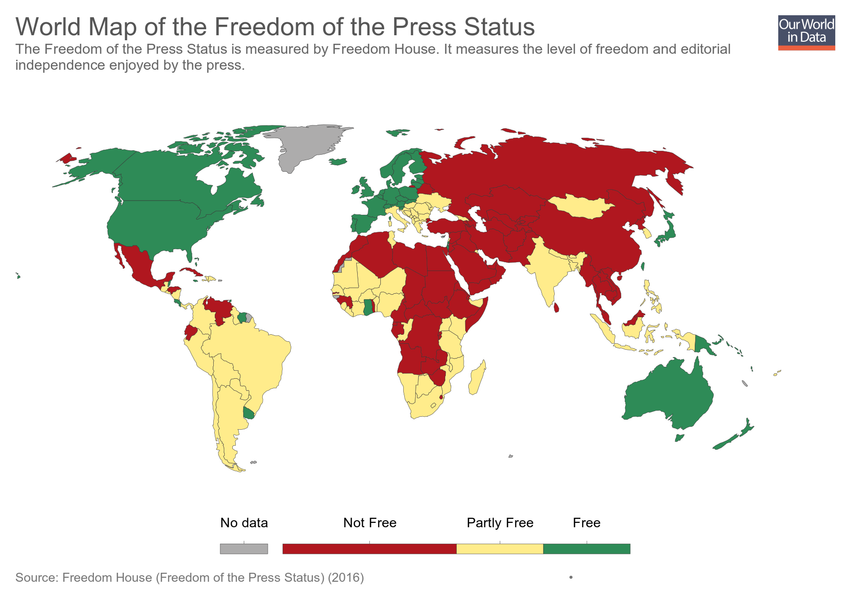 World Map of the Freedom of the Press Status
Our World
in Data
The Freedom of the Press Status is measured by Freedom House. It measures the level of freedom and editorial
independence enjoyed by the press.
No data
Not Free
Partly Free
Free
Source: Freedom House (Freedom of the Press Status) (2016)